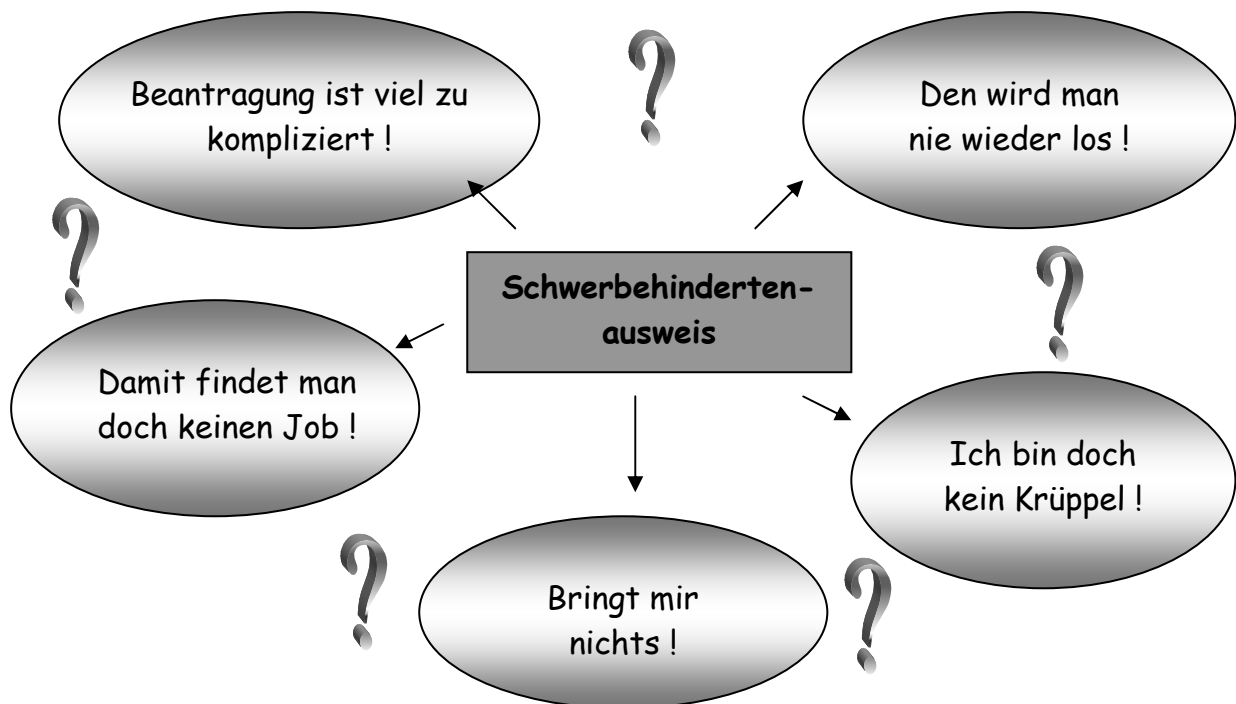 Beantragung ist viel zu
kompliziert !
Den wird man
nie wieder los !
Schwerbehinderten-
ausweis
Damit findet man
doch keinen Job !
Ich bin doch
kein Krüppel !
Bringt mir
nichts !